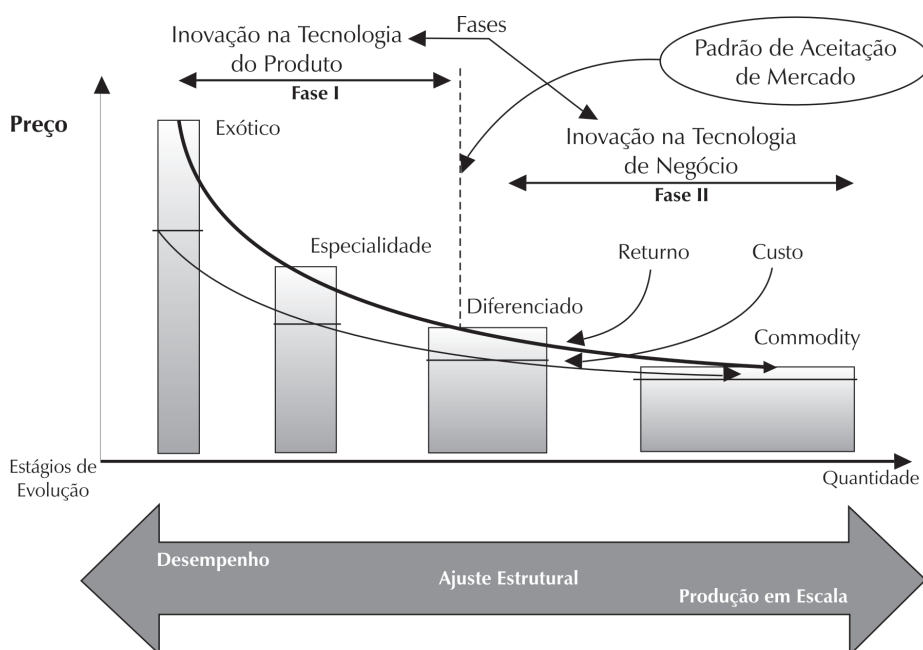 Inovação na Tecnologia
do Produto
Fases
Fase I
Padrão de Aceitação
de Mercado
Preço
Exótico
Inovação na Tecnologia
de Negócio
Fase II
Especialidade
Returno
Custo
Diferenciado
Commodity
Estágios de
Evolução
Quantidade
Desempenho
Ajuste Estrutural
Produção em Escala